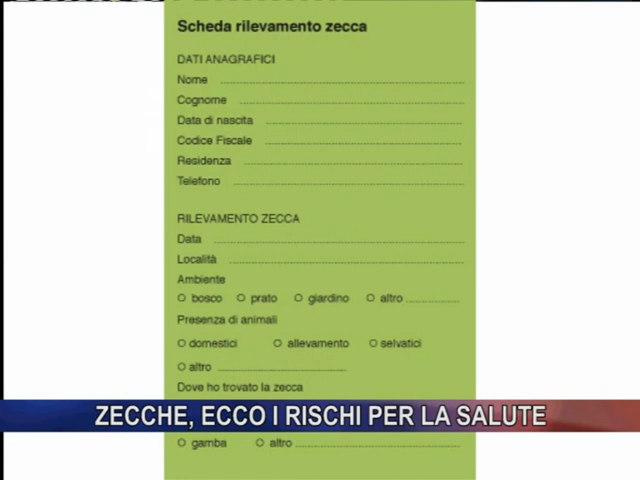 Scheda rilevamento zecca
DATI ANAGRAFICI
Nome
Cognome
Data di nascita
Codice Fiscale
Residenza
Telefono
RILEVAMENTO ZECCA
Data
Località
Ambiente
bosco prato giardino altro
Presenza di animali
domestici allevamento selvatici
altro
Dove ho trovato la zecca
ZECCHE, ECCO I RISCHI PER LA SALUTE
gamba altro